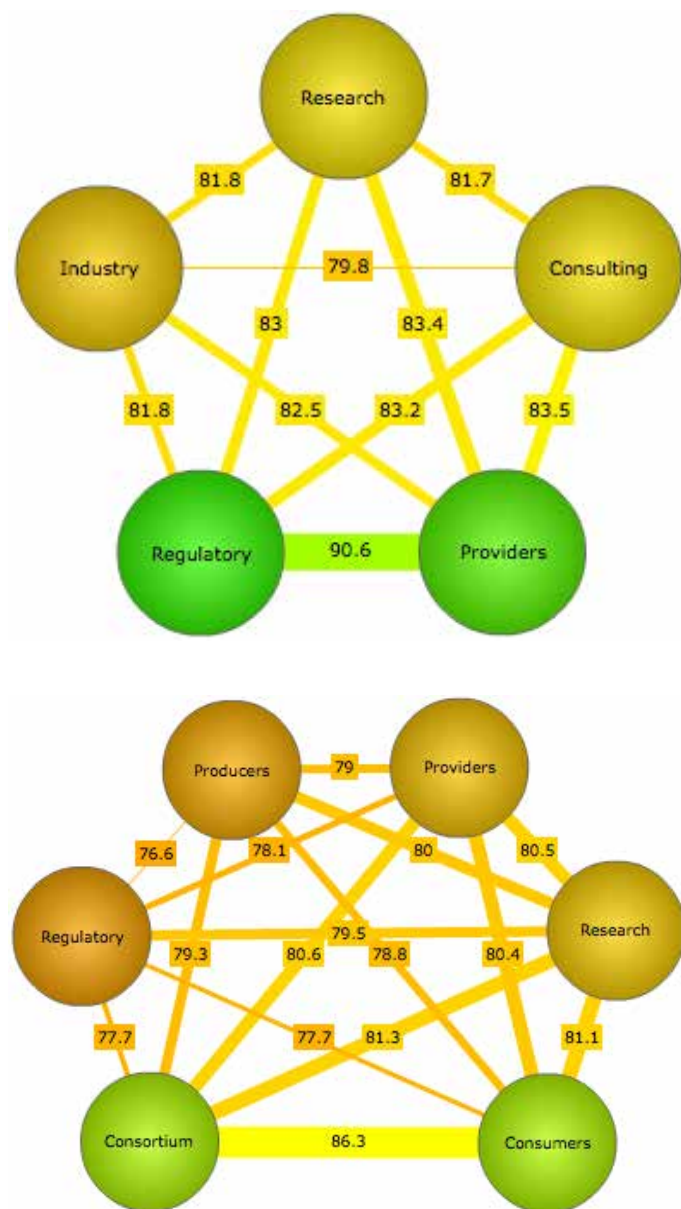 Research
81.8
81.7
Industry
79.8
Consulting
83
83.4
81.8
82.5
83.2
83.5
Regulatory
90.6
Providers
Producers
79
Providers
76.6
78.1
80
80.5
Regulatory
79.5
Research
79.3
80.6
78.8
80.4
77.7
77.7
81.3
81.1
Consortium
86.3
Consumers